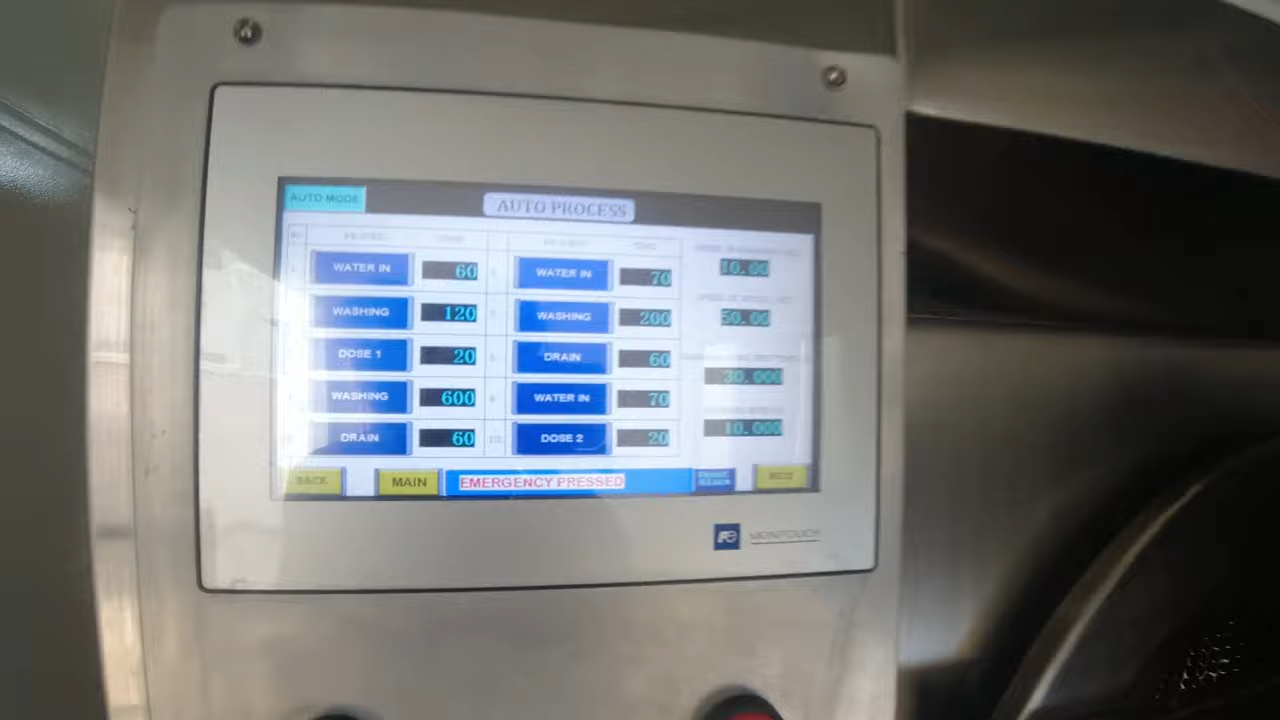 AUTO MODE
AUTO PROCESS
WATER IN 60 WATER IN 70 10.00
WASHING 120 WASHING 200 50.00
DOSE 1 20 DRAIN 60 30.000
WASHING 600 WATER IN 70 10.000
DRAIN 60 10 DOSE 2 20
BACK MAIN EMERGENCY PRESSED
MONITOUCH